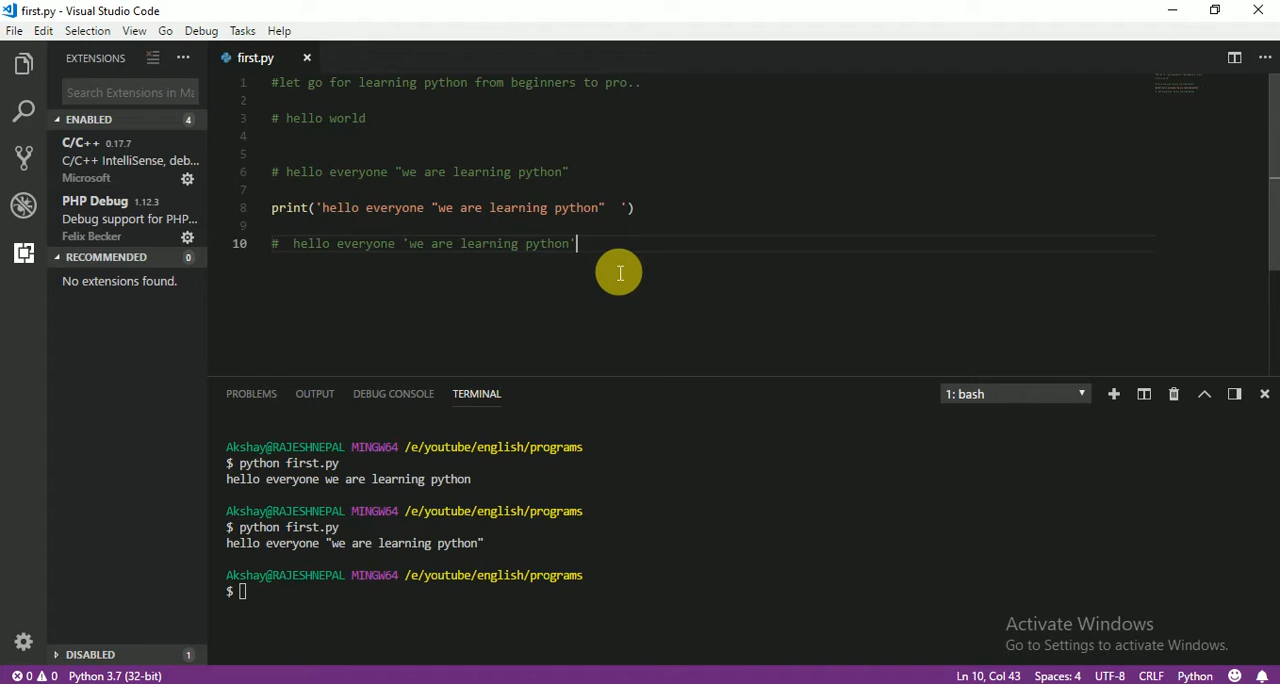 first.py - Visual Studio Code
File Edit Selection View Go Debug Tasks Help
EXTENSIONS
first.py
Search Extensions in Ma
ENABLED 4
C/C++ 0.17.7
C/C++ IntelliSense, deb...
Microsoft
PHP Debug 1.12.3
Debug support for PHP...
Felix Becker
RECOMMENDED 0
No extensions found.
DISABLED 1
1 #let go for learning python from beginners to pro..
2
3 # hello world
4
5
6 # hello everyone "we are learning python"
7
8 print('hello everyone "we are learning python"  ')
9
10 #  hello everyone 'we are learning python'
PROBLEMS OUTPUT DEBUG CONSOLE TERMINAL 1: bash
Akshay@RAJESHNEPAL MINGW64 /e/youtube/english/programs
$ python first.py
hello everyone we are learning python
Akshay@RAJESHNEPAL MINGW64 /e/youtube/english/programs
$ python first.py
hello everyone "we are learning python"
Akshay@RAJESHNEPAL MINGW64 /e/youtube/english/programs
$
Activate Windows
Go to Settings to activate Windows.
0 0 Python 3.7 (32-bit) Ln 10, Col 43 Spaces: 4 UTF-8 CRLF Python